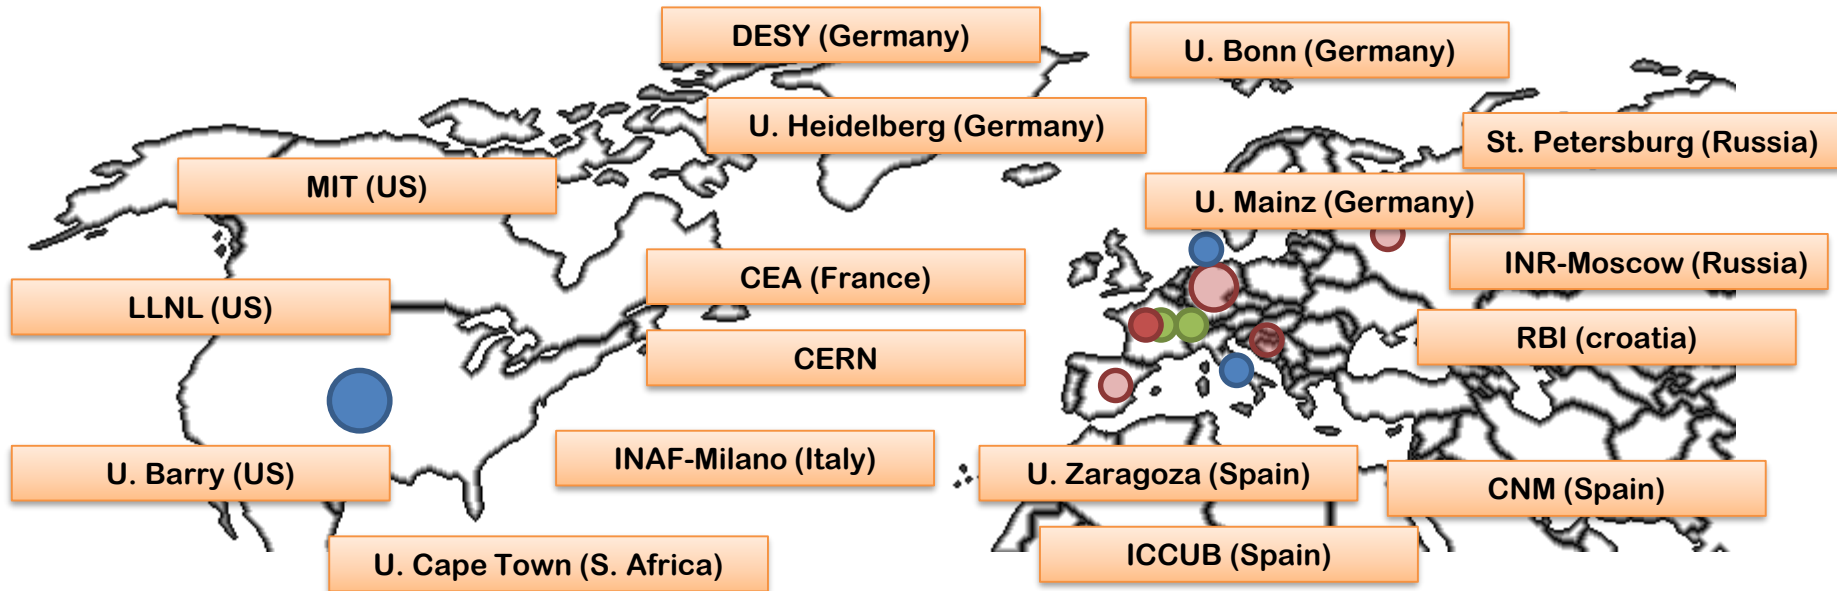 DESY (Germany)
U. Bonn (Germany)
U. Heidelberg (Germany)
St. Petersburg (Russia)
MIT (US)
U. Mainz (Germany)
CEA (France)
INR-Moscow (Russia)
LLNL (US)
CERN
RBI (croatia)
U. Barry (US)
INAF-Milano (Italy)
U. Zaragoza (Spain)
CNM (Spain)
U. Cape Town (S. Africa)
ICCUB (Spain)